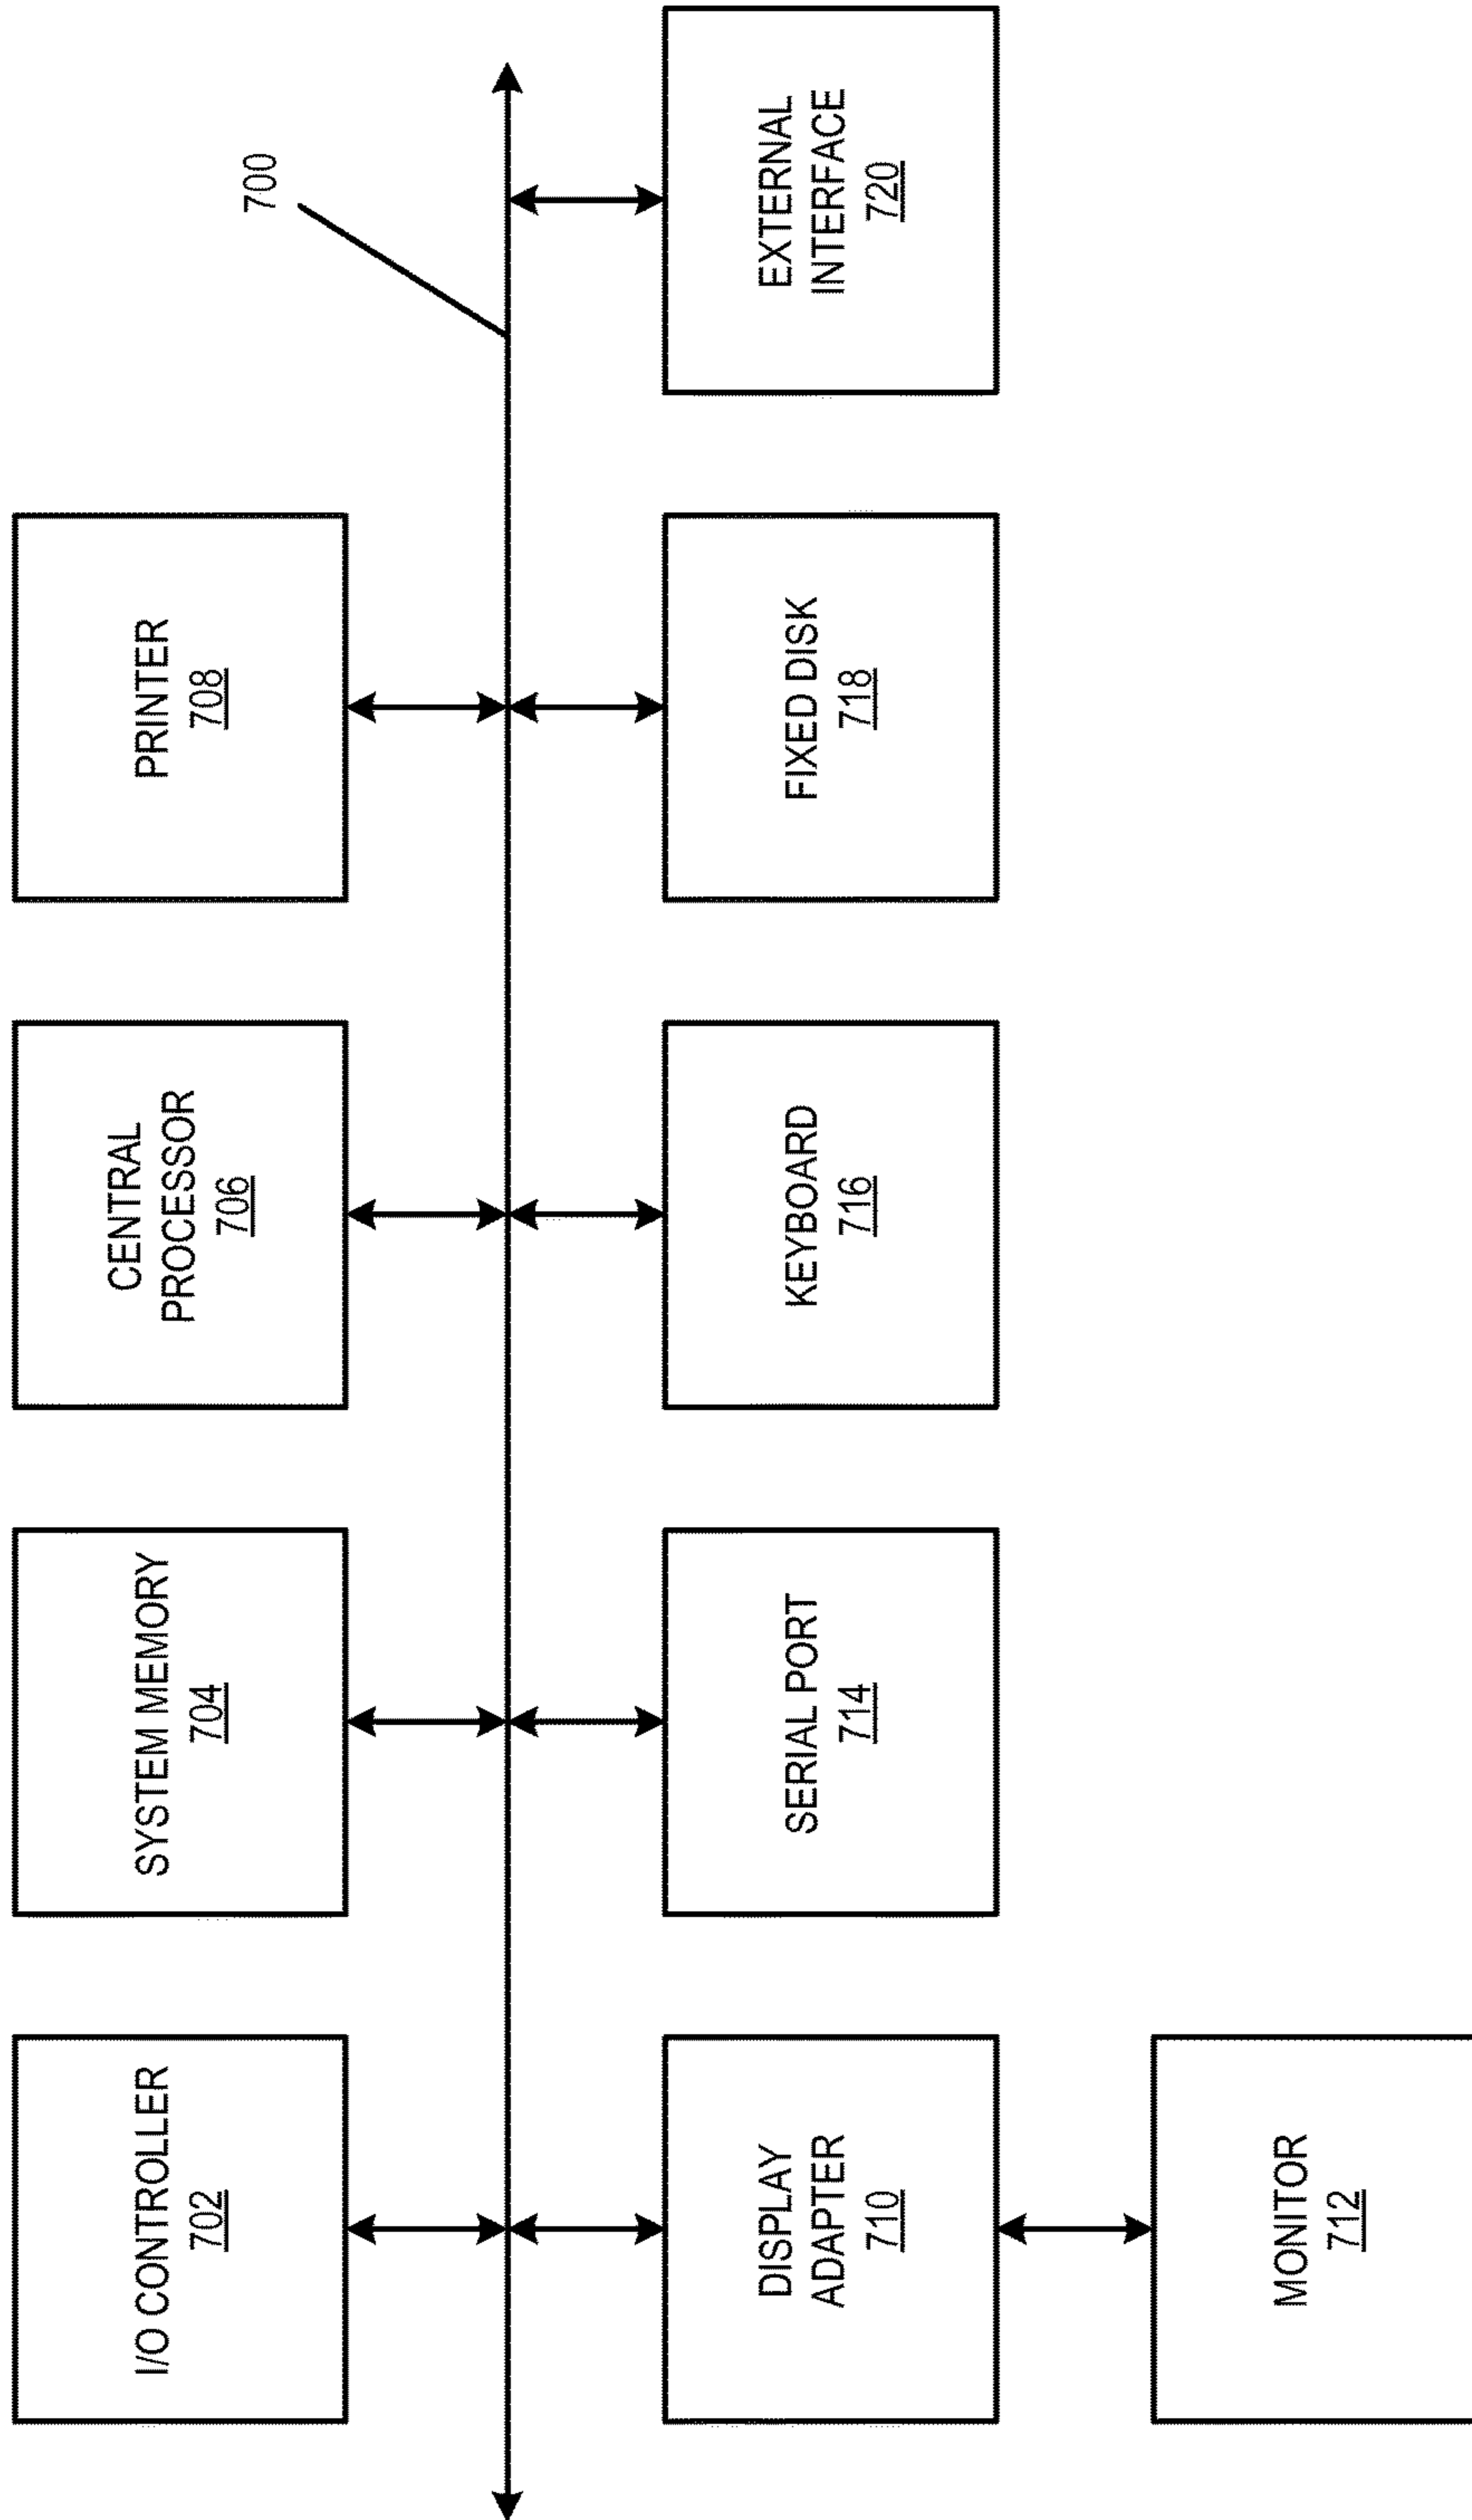 I/O CONTROLLER
702
SYSTEM MEMORY
704
CENTRAL
PROCESSOR
706
PRINTER
708
700
DISPLAY
ADAPTER
710
SERIAL PORT
714
KEYBOARD
716
FIXED DISK
718
EXTERNAL
INTERFACE
720
MONITOR
712